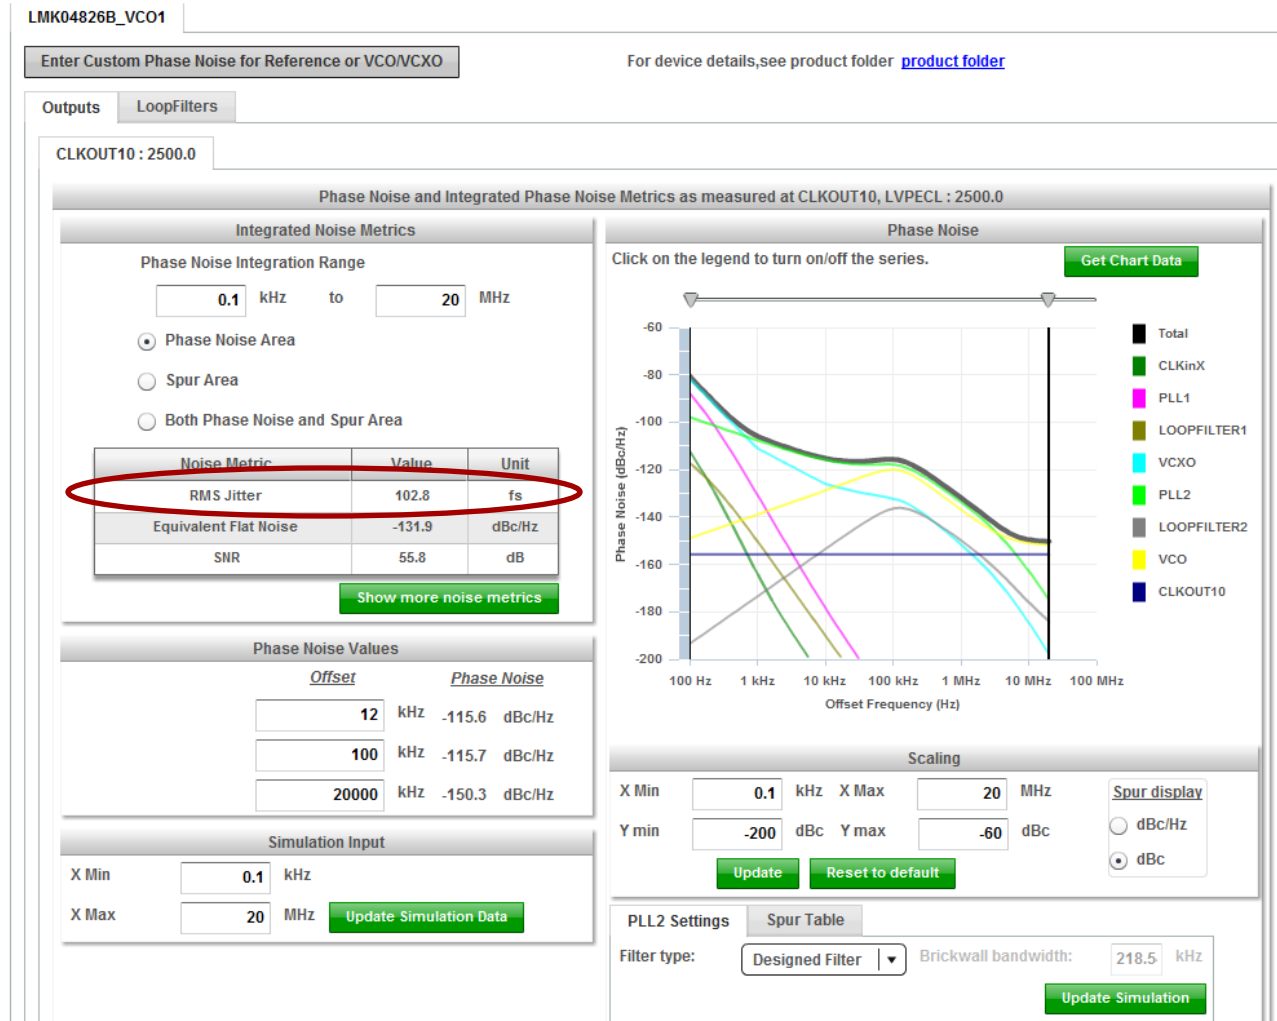 LMK04826B_VCO1
Enter Custom Phase Noise for Reference or VCO/VCXO
For device details,see product folder product folder
Outputs LoopFilters
CLKOUT10 : 2500.0
Phase Noise and Integrated Phase Noise Metrics as measured at CLKOUT10, LVPECL : 2500.0
Integrated Noise Metrics
Phase Noise Integration Range
0.1 kHz to 20 MHz
Phase Noise Area
Spur Area
Both Phase Noise and Spur Area
Noise Metric Value Unit
RMS Jitter 102.8 fs
Equivalent Flat Noise -131.9 dBc/Hz
SNR 55.8 dB
Show more noise metrics
Phase Noise Values
Offset Phase Noise
12 kHz -115.6 dBc/Hz
100 kHz -115.7 dBc/Hz
20000 kHz -150.3 dBc/Hz
Simulation Input
X Min 0.1 kHz
X Max 20 MHz Update Simulation Data
Phase Noise
Click on the legend to turn on/off the series.
Get Chart Data
-60
-80
-100
-120
-140
-160
-180
-200
Phase Noise (dBc/Hz)
100 Hz 1 kHz 10 kHz 100 kHz 1 MHz 10 MHz 100 MHz
Offset Frequency (Hz)
Total
CLKinX
PLL1
LOOPFILTER1
VCXO
PLL2
LOOPFILTER2
VCO
CLKOUT10
Scaling
X Min 0.1 kHz X Max 20 MHz
Y min -200 dBc Y max -60 dBc
Update Reset to default
Spur display
dBc/Hz
dBc
PLL2 Settings Spur Table
Filter type: Designed Filter Brickwall bandwidth: 218.5 kHz
Update Simulation